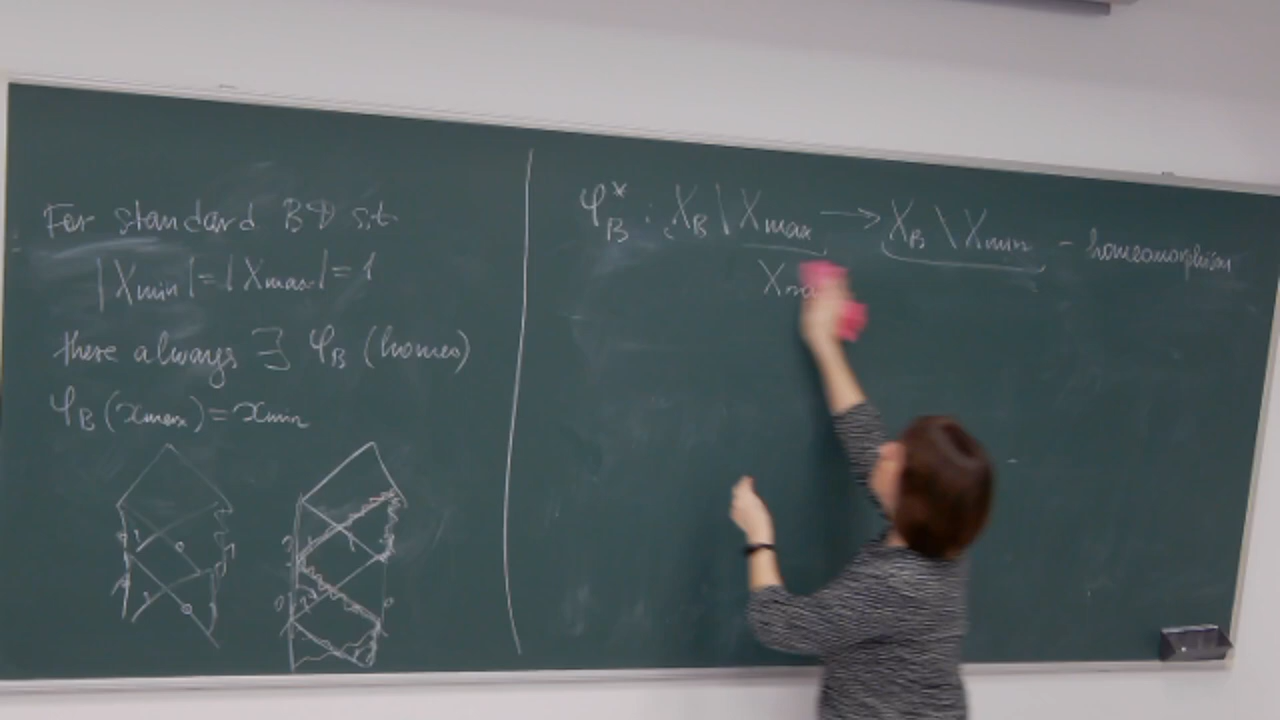 For standard BD s.t
|Xmin| = |Xmax| = 1
there always ∃ φB (homeo)
φB(xmax) = xmin
φ*B : XB \ Xmax → XB \ Xmin - homeomorphism
X